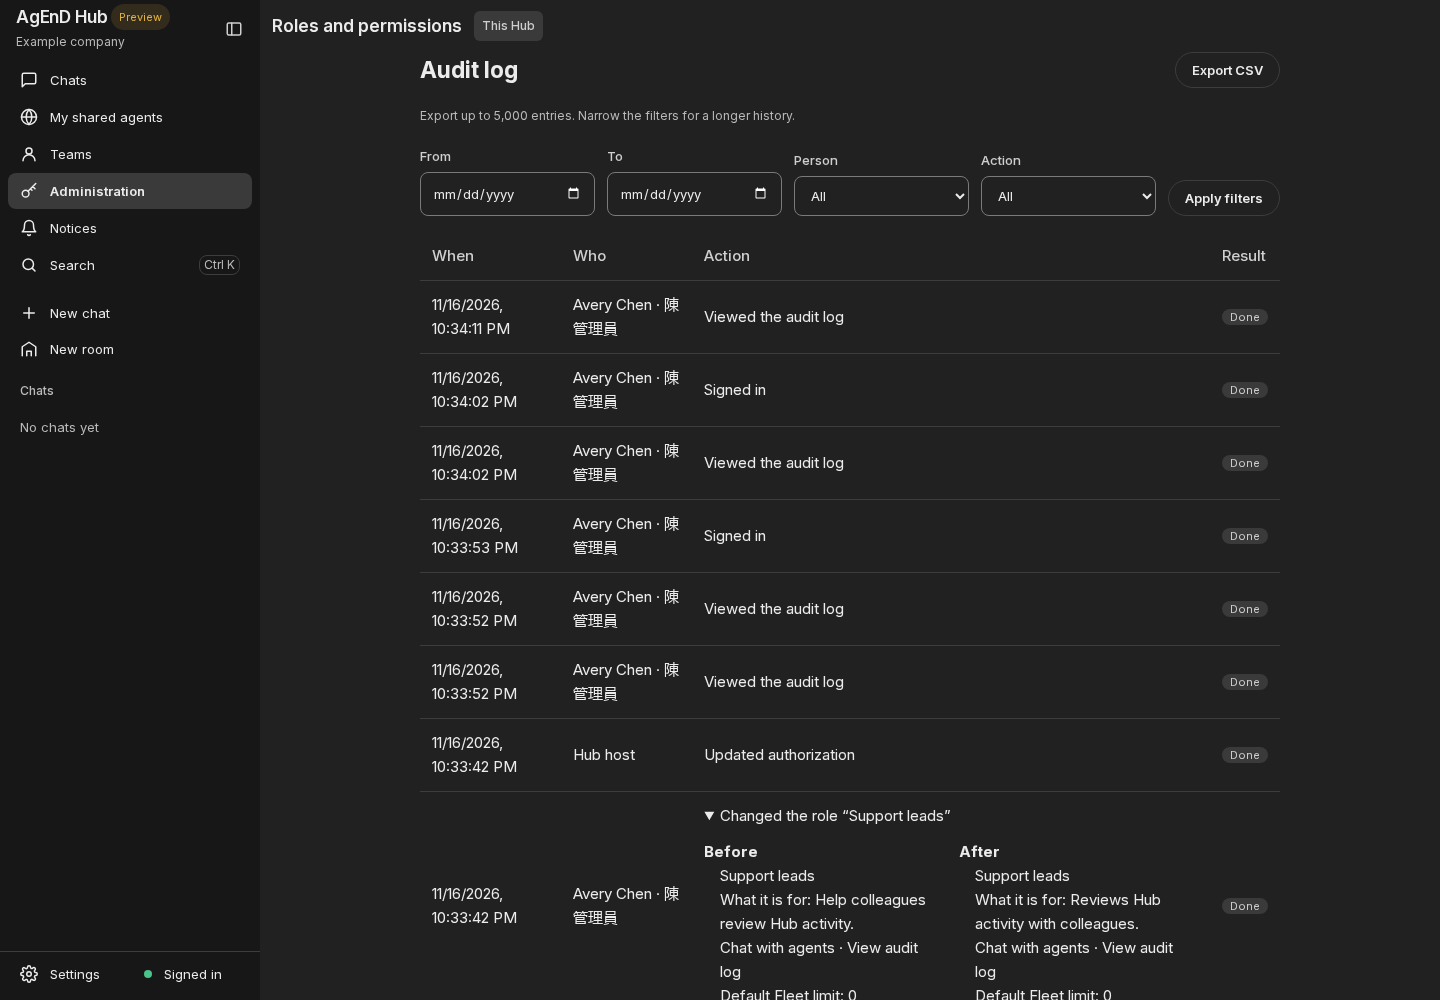 AgEnD Hub Preview
Example company
Chats
My shared agents
Teams
Administration
Notices
Search Ctrl K
New chat
New room
Chats
No chats yet
Settings
Signed in
Roles and permissions This Hub
Audit log
Export CSV
Export up to 5,000 entries. Narrow the filters for a longer history.
From To Person Action
mm/dd/yyyy mm/dd/yyyy All All Apply filters
When Who Action Result
11/16/2026, Avery Chen · 陳
10:34:11 PM 管理員 Viewed the audit log Done
11/16/2026, Avery Chen · 陳
10:34:02 PM 管理員 Signed in Done
11/16/2026, Avery Chen · 陳
10:34:02 PM 管理員 Viewed the audit log Done
11/16/2026, Avery Chen · 陳
10:33:53 PM 管理員 Signed in Done
11/16/2026, Avery Chen · 陳
10:33:52 PM 管理員 Viewed the audit log Done
11/16/2026, Avery Chen · 陳
10:33:52 PM 管理員 Viewed the audit log Done
11/16/2026,
10:33:42 PM Hub host Updated authorization Done
11/16/2026, Avery Chen · 陳
10:33:42 PM 管理員
Changed the role “Support leads”
Before
Support leads
What it is for: Help colleagues
review Hub activity.
Chat with agents · View audit
log
Default Fleet limit: 0
After
Support leads
What it is for: Reviews Hub
activity with colleagues.
Chat with agents · View audit
log
Default Fleet limit: 0
Done